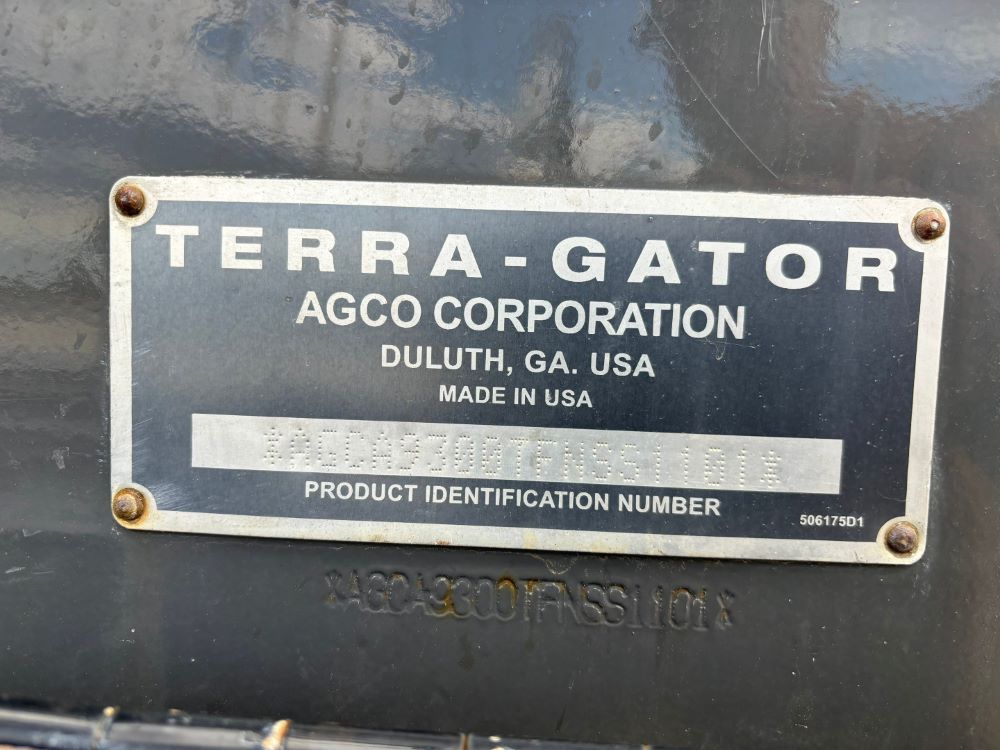 TERRA-GATOR
AGCO CORPORATION
DULUTH, GA. USA
MADE IN USA
*AGCA9300TFNSS1101*
PRODUCT IDENTIFICATION NUMBER
506175D1
*AGCA9300TFNSS1101*